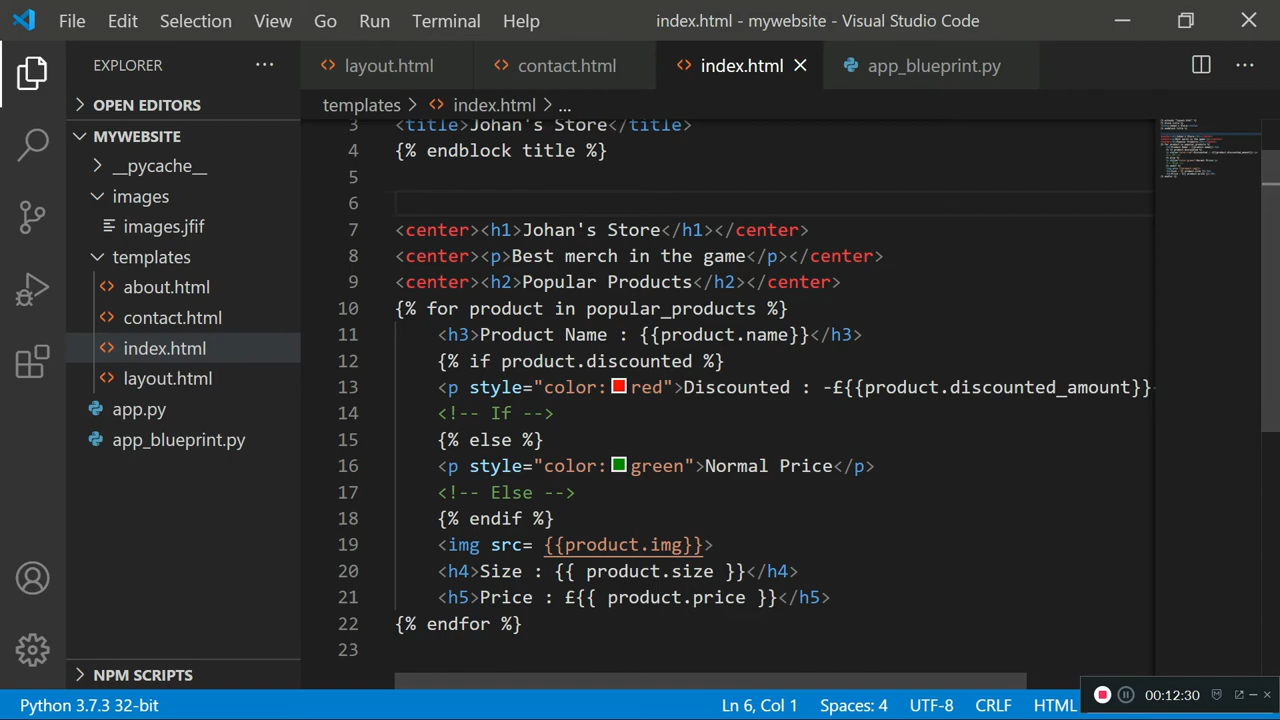 File Edit Selection View Go Run Terminal Help index.html - mywebsite - Visual Studio Code
EXPLORER ... layout.html contact.html index.html app_blueprint.py ...
OPEN EDITORS
templates > index.html > ...
MYWEBSITE
__pycache__
images
images.jfif
templates
about.html
contact.html
index.html
layout.html
app.py
app_blueprint.py
NPM SCRIPTS
3 <title>Johan's Store</title>
4 {% endblock title %}
5
6
7 <center><h1>Johan's Store</h1></center>
8 <center><p>Best merch in the game</p></center>
9 <center><h2>Popular Products</h2></center>
10 {% for product in popular_products %}
11 <h3>Product Name : {{product.name}}</h3>
12 {% if product.discounted %}
13 <p style="color:red">Discounted : -£{{product.discounted_amount}}<
14 <!-- If -->
15 {% else %}
16 <p style="color:green">Normal Price</p>
17 <!-- Else -->
18 {% endif %}
19 <img src= {{product.img}}>
20 <h4>Size : {{ product.size }}</h4>
21 <h5>Price : £{{ product.price }}</h5>
22 {% endfor %}
23
Python 3.7.3 32-bit Ln 6, Col 1 Spaces: 4 UTF-8 CRLF HTML 00:12:30